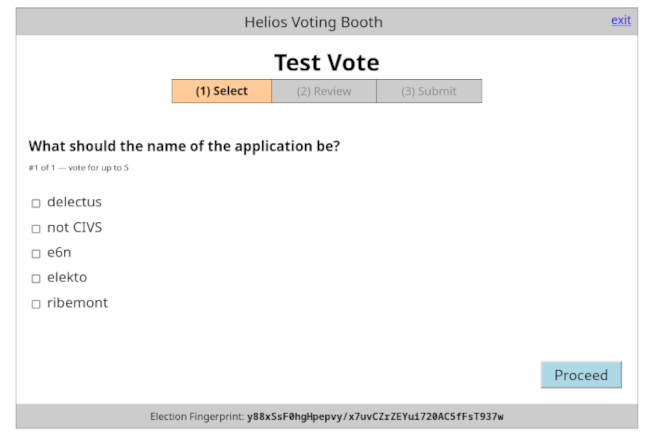 Helios Voting Booth
exit
Test Vote
(1) Select (2) Review (3) Submit
What should the name of the application be?
#1 of 1 — vote for up to 5
delectus
not CIVS
e6n
elekto
ribemont
Proceed
Election Fingerprint: y88xSsF0hgHpepvy/x7uvCZrZEYui720AC5fFsT937w